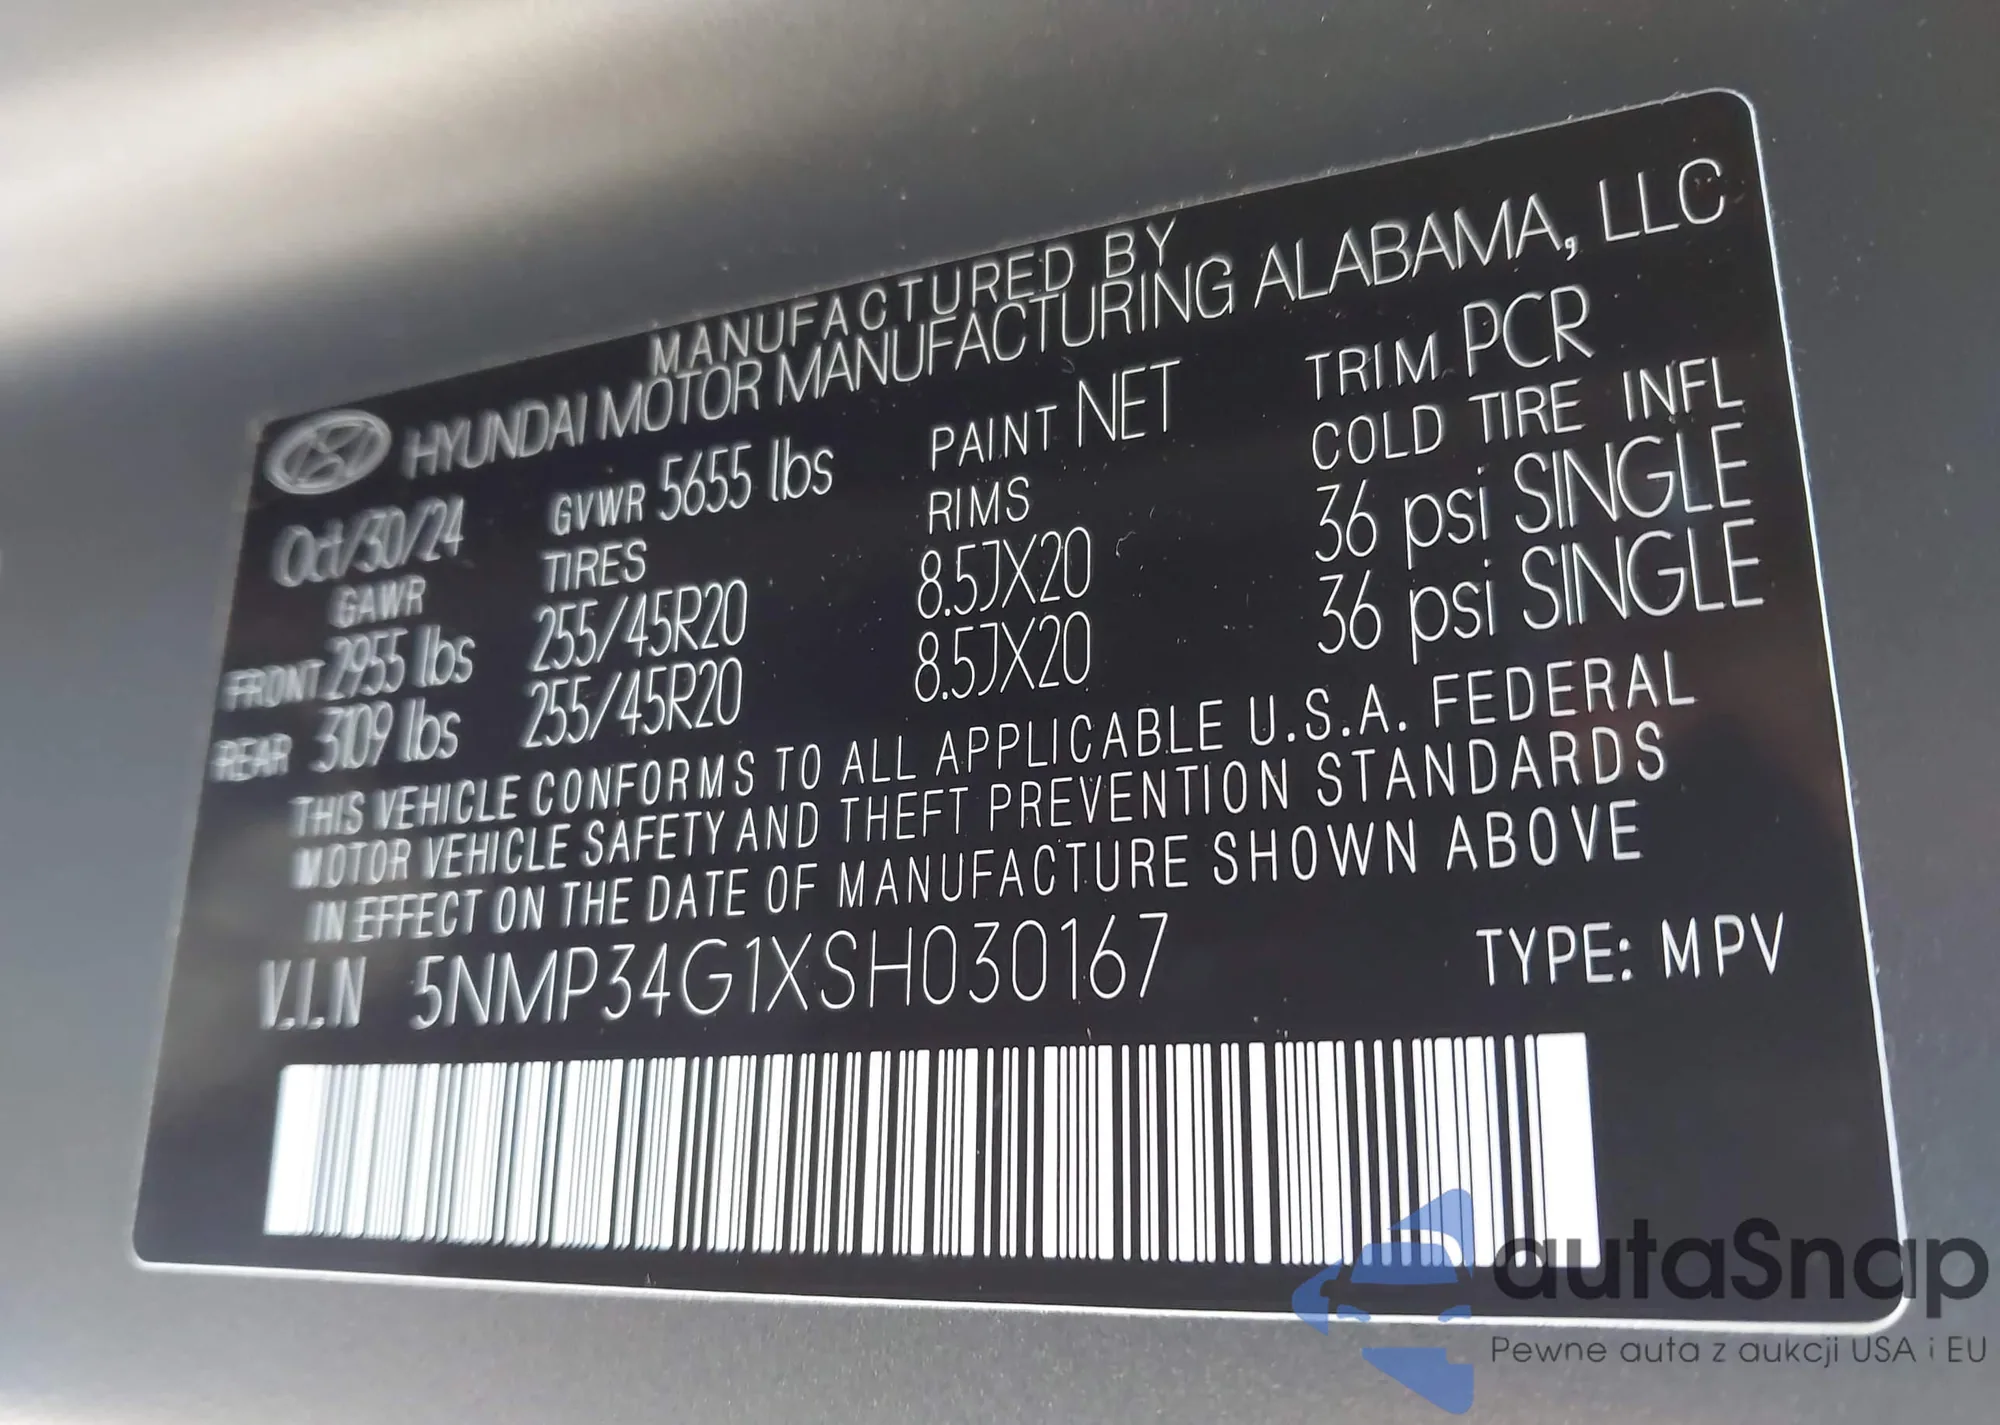 MANUFACTURED BY
HYUNDAI MOTOR MANUFACTURING ALABAMA, LLC
Oct/30/24 GVWR 5655 lbs PAINT NET TRIM PCR
GAWR TIRES RIMS COLD TIRE INFL
FRONT 2955 lbs 255/45R20 8.5JX20 36 psi SINGLE
REAR 3109 lbs 255/45R20 8.5JX20 36 psi SINGLE
THIS VEHICLE CONFORMS TO ALL APPLICABLE U.S.A. FEDERAL
MOTOR VEHICLE SAFETY AND THEFT PREVENTION STANDARDS
IN EFFECT ON THE DATE OF MANUFACTURE SHOWN ABOVE
V.I.N 5NMP34G1XSH030167 TYPE: MPV
autaSnap
Pewne auta z aukcji USA i EU